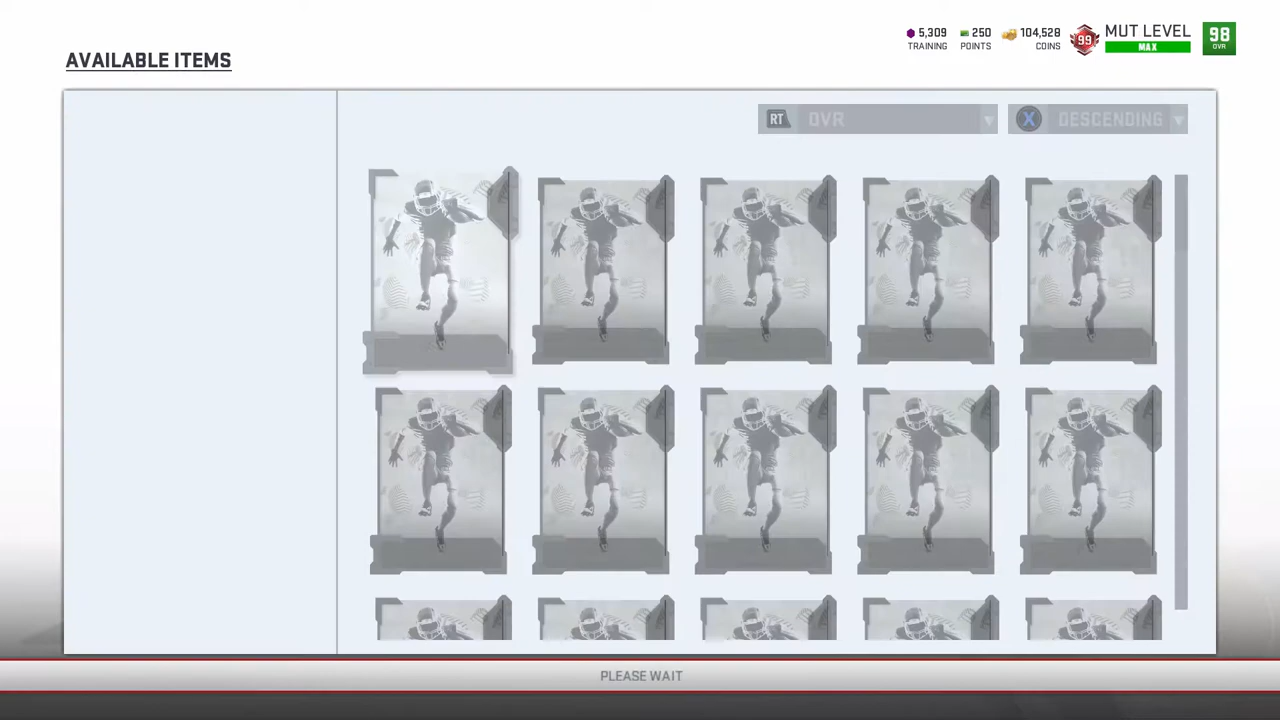 AVAILABLE ITEMS
5,309
TRAINING
250
POINTS
104,528
COINS
99
MUT LEVEL
MAX
98
OVR
RT OVR
X DESCENDING
PLEASE WAIT